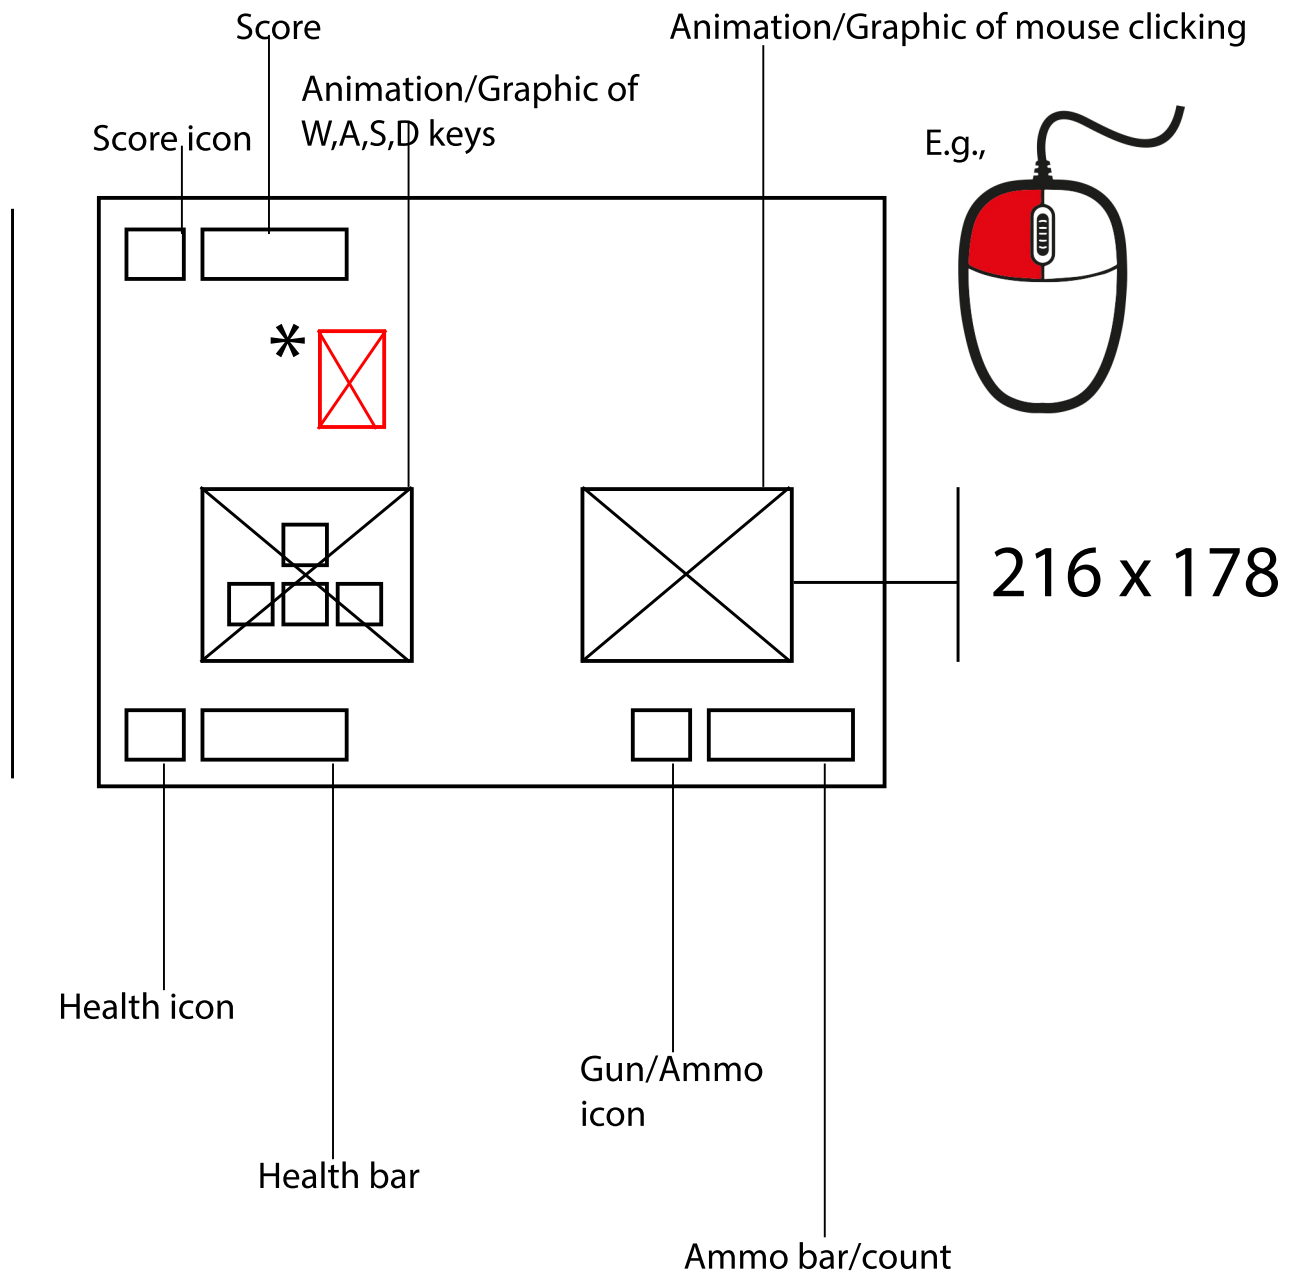 Score
Animation/Graphic of mouse clicking
Animation/Graphic of
W,A,S,D keys
Score icon
E.g.,
*
216 x 178
Health icon
Gun/Ammo
icon
Health bar
Ammo bar/count